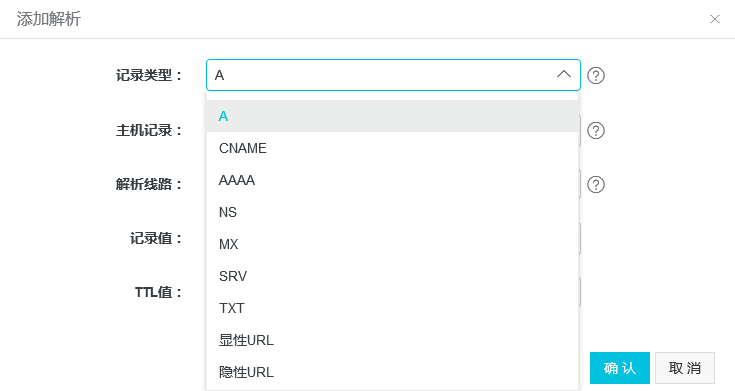 添加解析
记录类型：
A
A
主机记录：
CNAME
AAAA
解析线路：
NS
MX
记录值：
SRV
TTL值：
TXT
显性URL
隐性URL
确认
取消